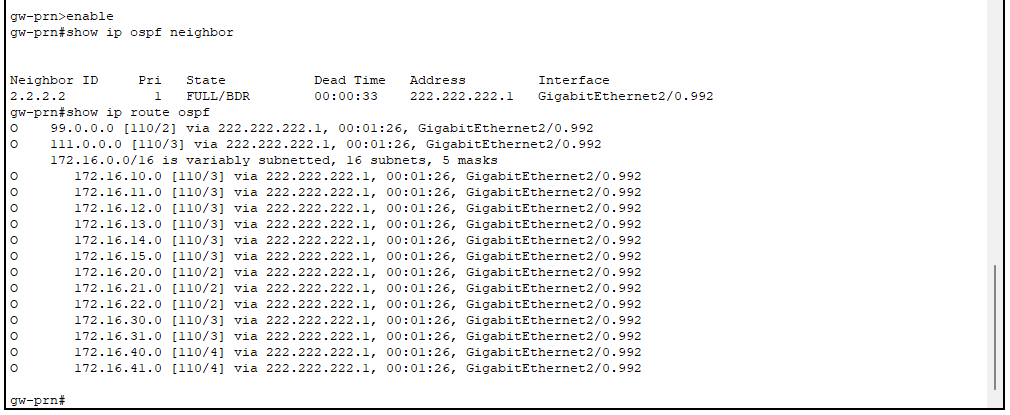 gw-prn>enable
gw-prn#show ip ospf neighbor
Neighbor ID     Pri   State           Dead Time   Address         Interface
2.2.2.2           1   FULL/BDR        00:00:33    222.222.222.1   GigabitEthernet2/0.992
gw-prn#show ip route ospf
O    99.0.0.0 [110/2] via 222.222.222.1, 00:01:26, GigabitEthernet2/0.992
O    111.0.0.0 [110/3] via 222.222.222.1, 00:01:26, GigabitEthernet2/0.992
     172.16.0.0/16 is variably subnetted, 16 subnets, 5 masks
O       172.16.10.0 [110/3] via 222.222.222.1, 00:01:26, GigabitEthernet2/0.992
O       172.16.11.0 [110/3] via 222.222.222.1, 00:01:26, GigabitEthernet2/0.992
O       172.16.12.0 [110/3] via 222.222.222.1, 00:01:26, GigabitEthernet2/0.992
O       172.16.13.0 [110/3] via 222.222.222.1, 00:01:26, GigabitEthernet2/0.992
O       172.16.14.0 [110/3] via 222.222.222.1, 00:01:26, GigabitEthernet2/0.992
O       172.16.15.0 [110/3] via 222.222.222.1, 00:01:26, GigabitEthernet2/0.992
O       172.16.20.0 [110/2] via 222.222.222.1, 00:01:26, GigabitEthernet2/0.992
O       172.16.21.0 [110/2] via 222.222.222.1, 00:01:26, GigabitEthernet2/0.992
O       172.16.22.0 [110/2] via 222.222.222.1, 00:01:26, GigabitEthernet2/0.992
O       172.16.30.0 [110/3] via 222.222.222.1, 00:01:26, GigabitEthernet2/0.992
O       172.16.31.0 [110/3] via 222.222.222.1, 00:01:26, GigabitEthernet2/0.992
O       172.16.40.0 [110/4] via 222.222.222.1, 00:01:26, GigabitEthernet2/0.992
O       172.16.41.0 [110/4] via 222.222.222.1, 00:01:26, GigabitEthernet2/0.992
gw-prn#